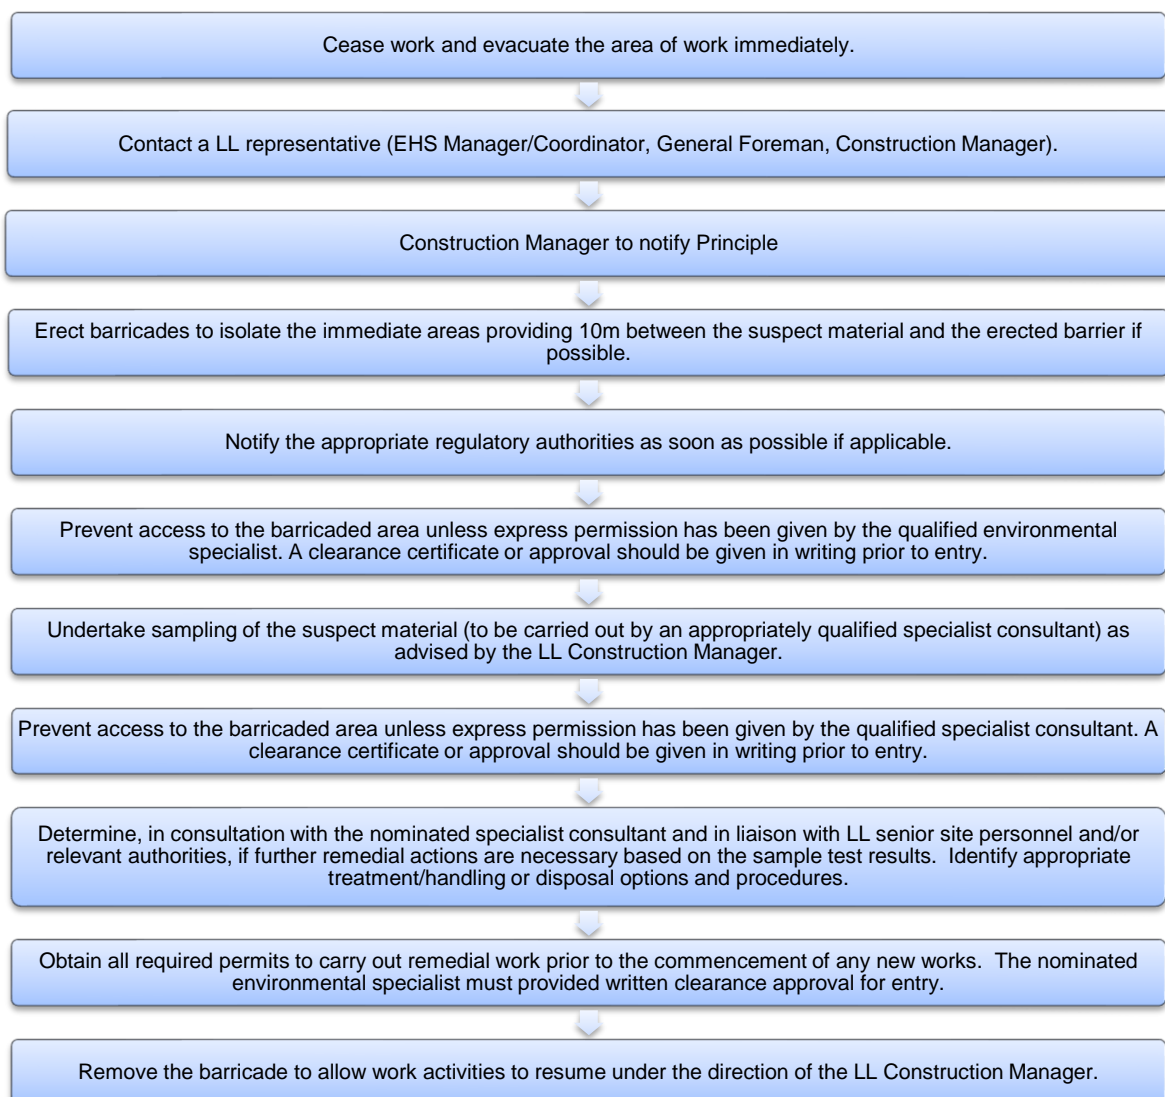 Cease work and evacuate the area of work immediately.
Contact a LL representative (EHS Manager/Coordinator, General Foreman, Construction Manager).
Construction Manager to notify Principle
Erect barricades to isolate the immediate areas providing 10m between the suspect material and the erected barrier if
possible.
Notify the appropriate regulatory authorities as soon as possible if applicable.
Prevent access to the barricaded area unless express permission has been given by the qualified environmental
specialist. A clearance certificate or approval should be given in writing prior to entry.
Undertake sampling of the suspect material (to be carried out by an appropriately qualified specialist consultant) as
advised by the LL Construction Manager.
Prevent access to the barricaded area unless express permission has been given by the qualified specialist consultant. A
clearance certificate or approval should be given in writing prior to entry.
Determine, in consultation with the nominated specialist consultant and in liaison with LL senior site personnel and/or
relevant authorities, if further remedial actions are necessary based on the sample test results.  Identify appropriate
treatment/handling or disposal options and procedures.
Obtain all required permits to carry out remedial work prior to the commencement of any new works.  The nominated
environmental specialist must provided written clearance approval for entry.
Remove the barricade to allow work activities to resume under the direction of the LL Construction Manager.